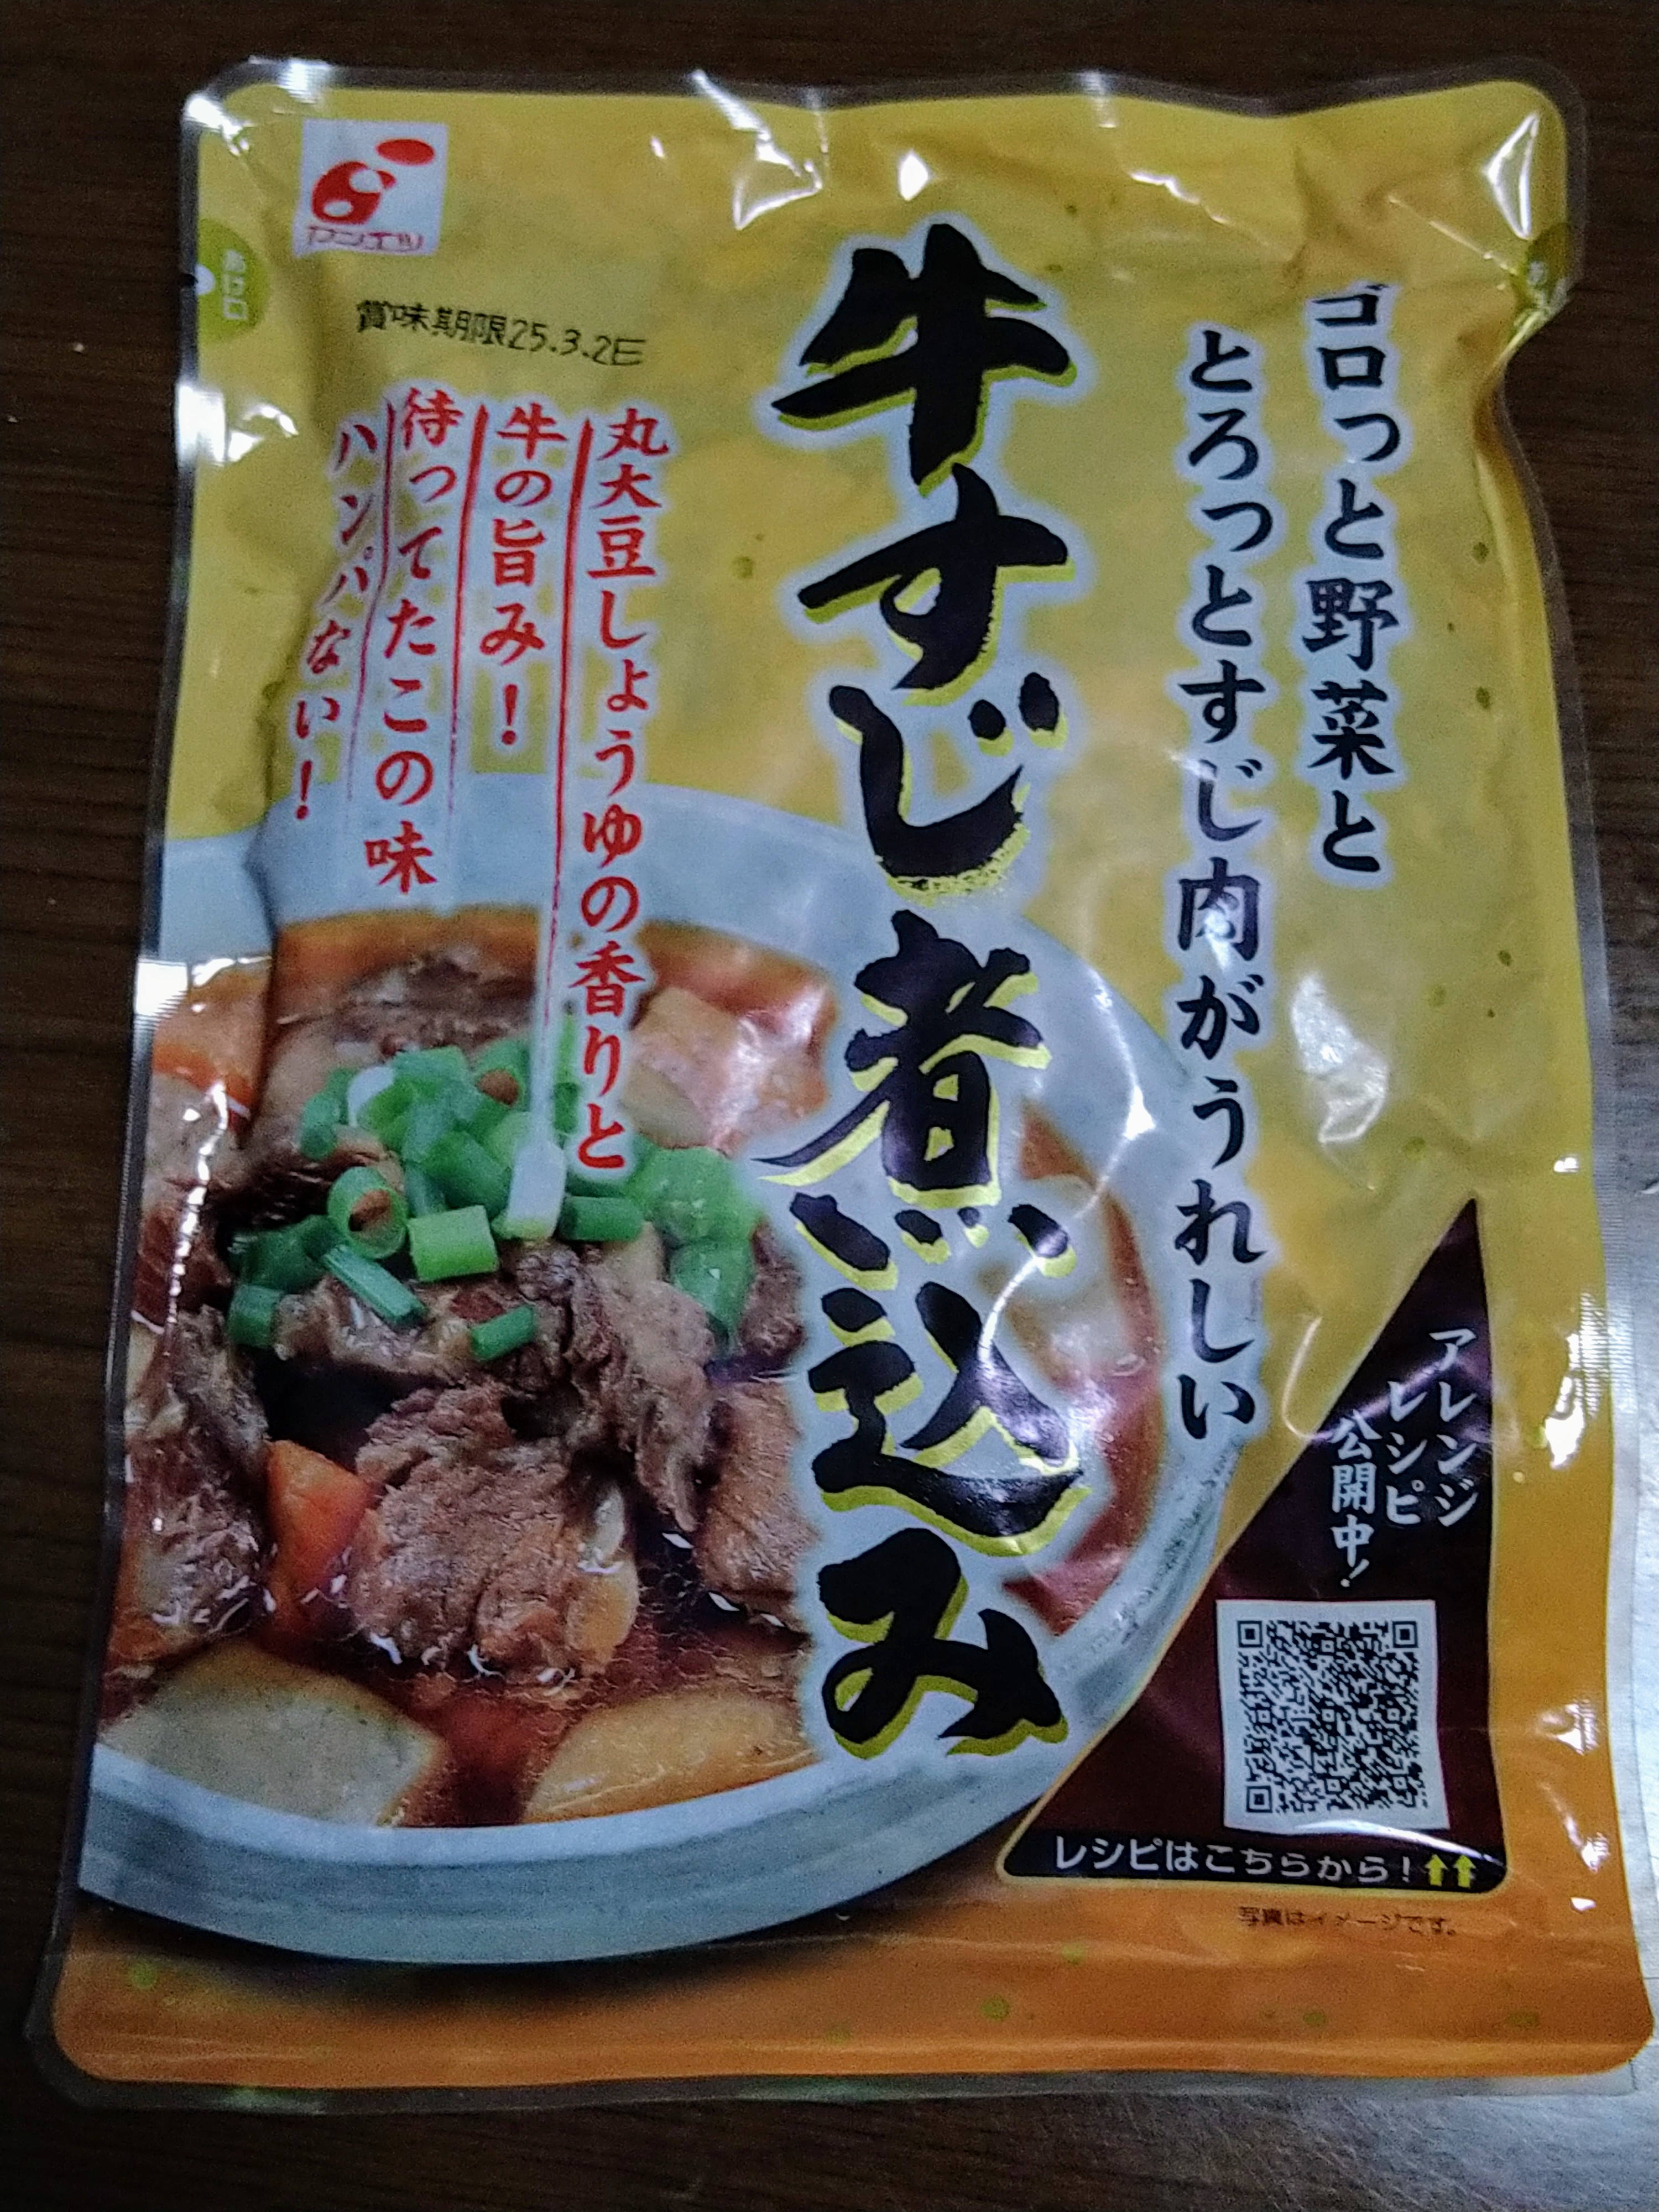 あけ口
賞味期限25.3.2E
ゴロっと野菜と
とろっとすじ肉がうれしい
牛すじ煮込み
丸大豆しょうゆの香りと
牛の旨み！
待ってたこの味
ハンパない！
アレンジ
レシピ
公開中！
レシピはこちらから！
写真はイメージです。